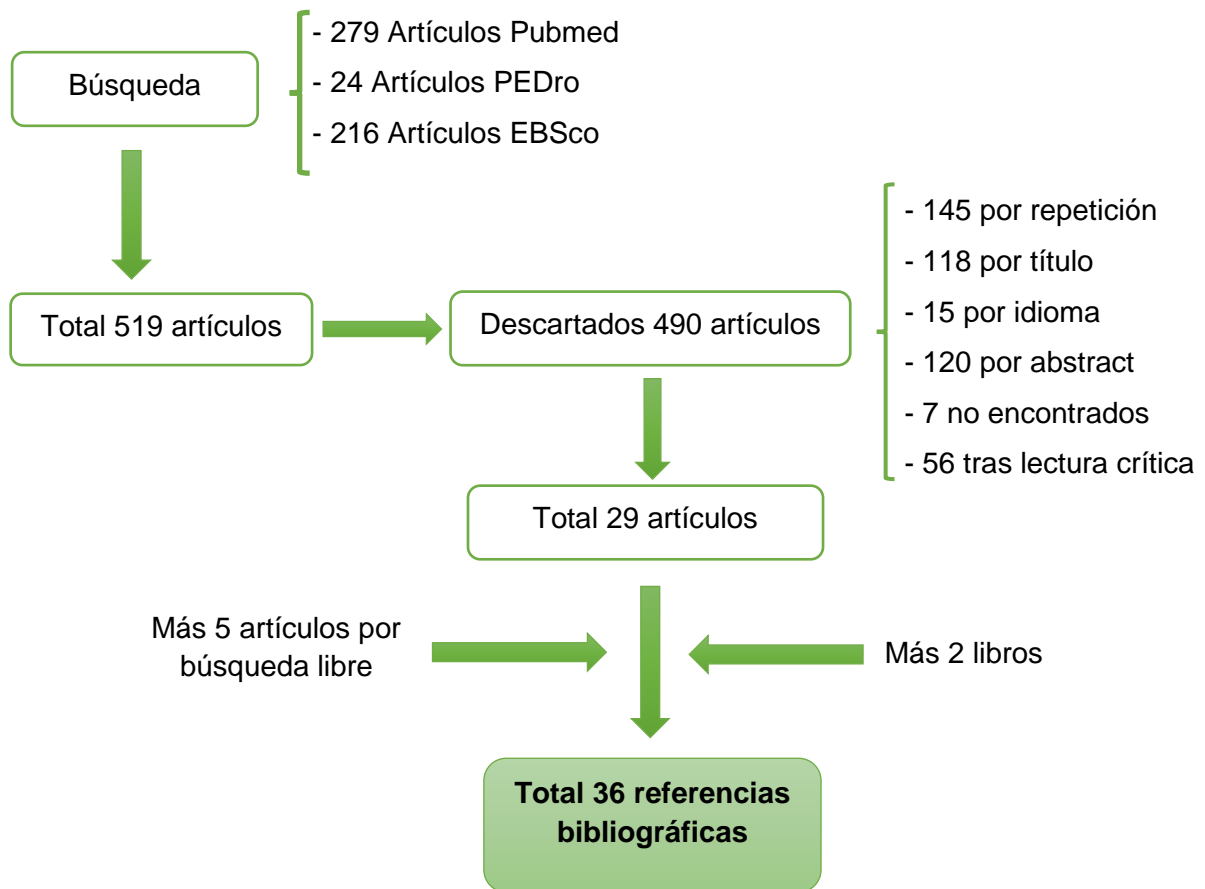 Búsqueda
- 279 Artículos Pubmed
- 24 Artículos PEDro
- 216 Artículos EBSco
Total 519 artículos
Descartados 490 artículos
- 145 por repetición
- 118 por título
- 15 por idioma
- 120 por abstract
- 7 no encontrados
- 56 tras lectura crítica
Total 29 artículos
Más 5 artículos por
búsqueda libre
Más 2 libros
Total 36 referencias
bibliográficas